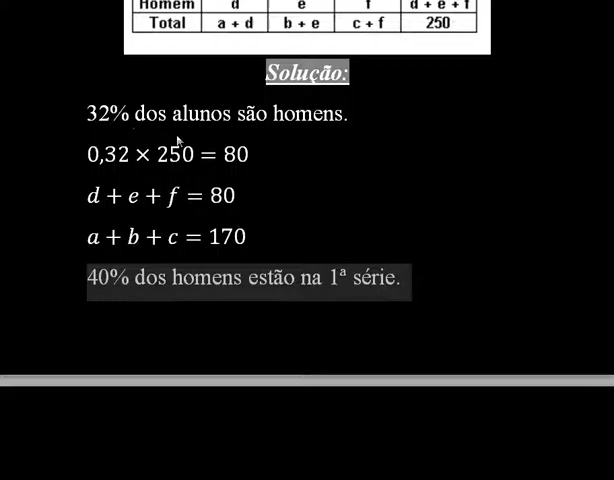 Homem d e f d + e + f
Total a + d b + e c + f 250
Solução:
32% dos alunos são homens.
0,32 × 250 = 80
d + e + f = 80
a + b + c = 170
40% dos homens estão na 1ª série.